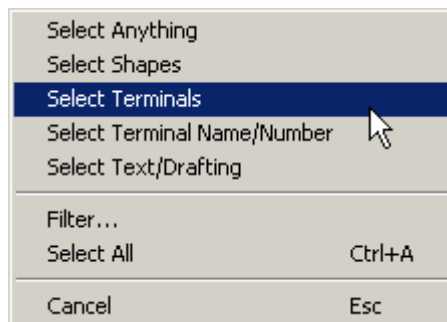 Select Anything
Select Shapes
Select Terminals
Select Terminal Name/Number
Select Text/Drafting
Filter...
Select All Ctrl+A
Cancel Esc